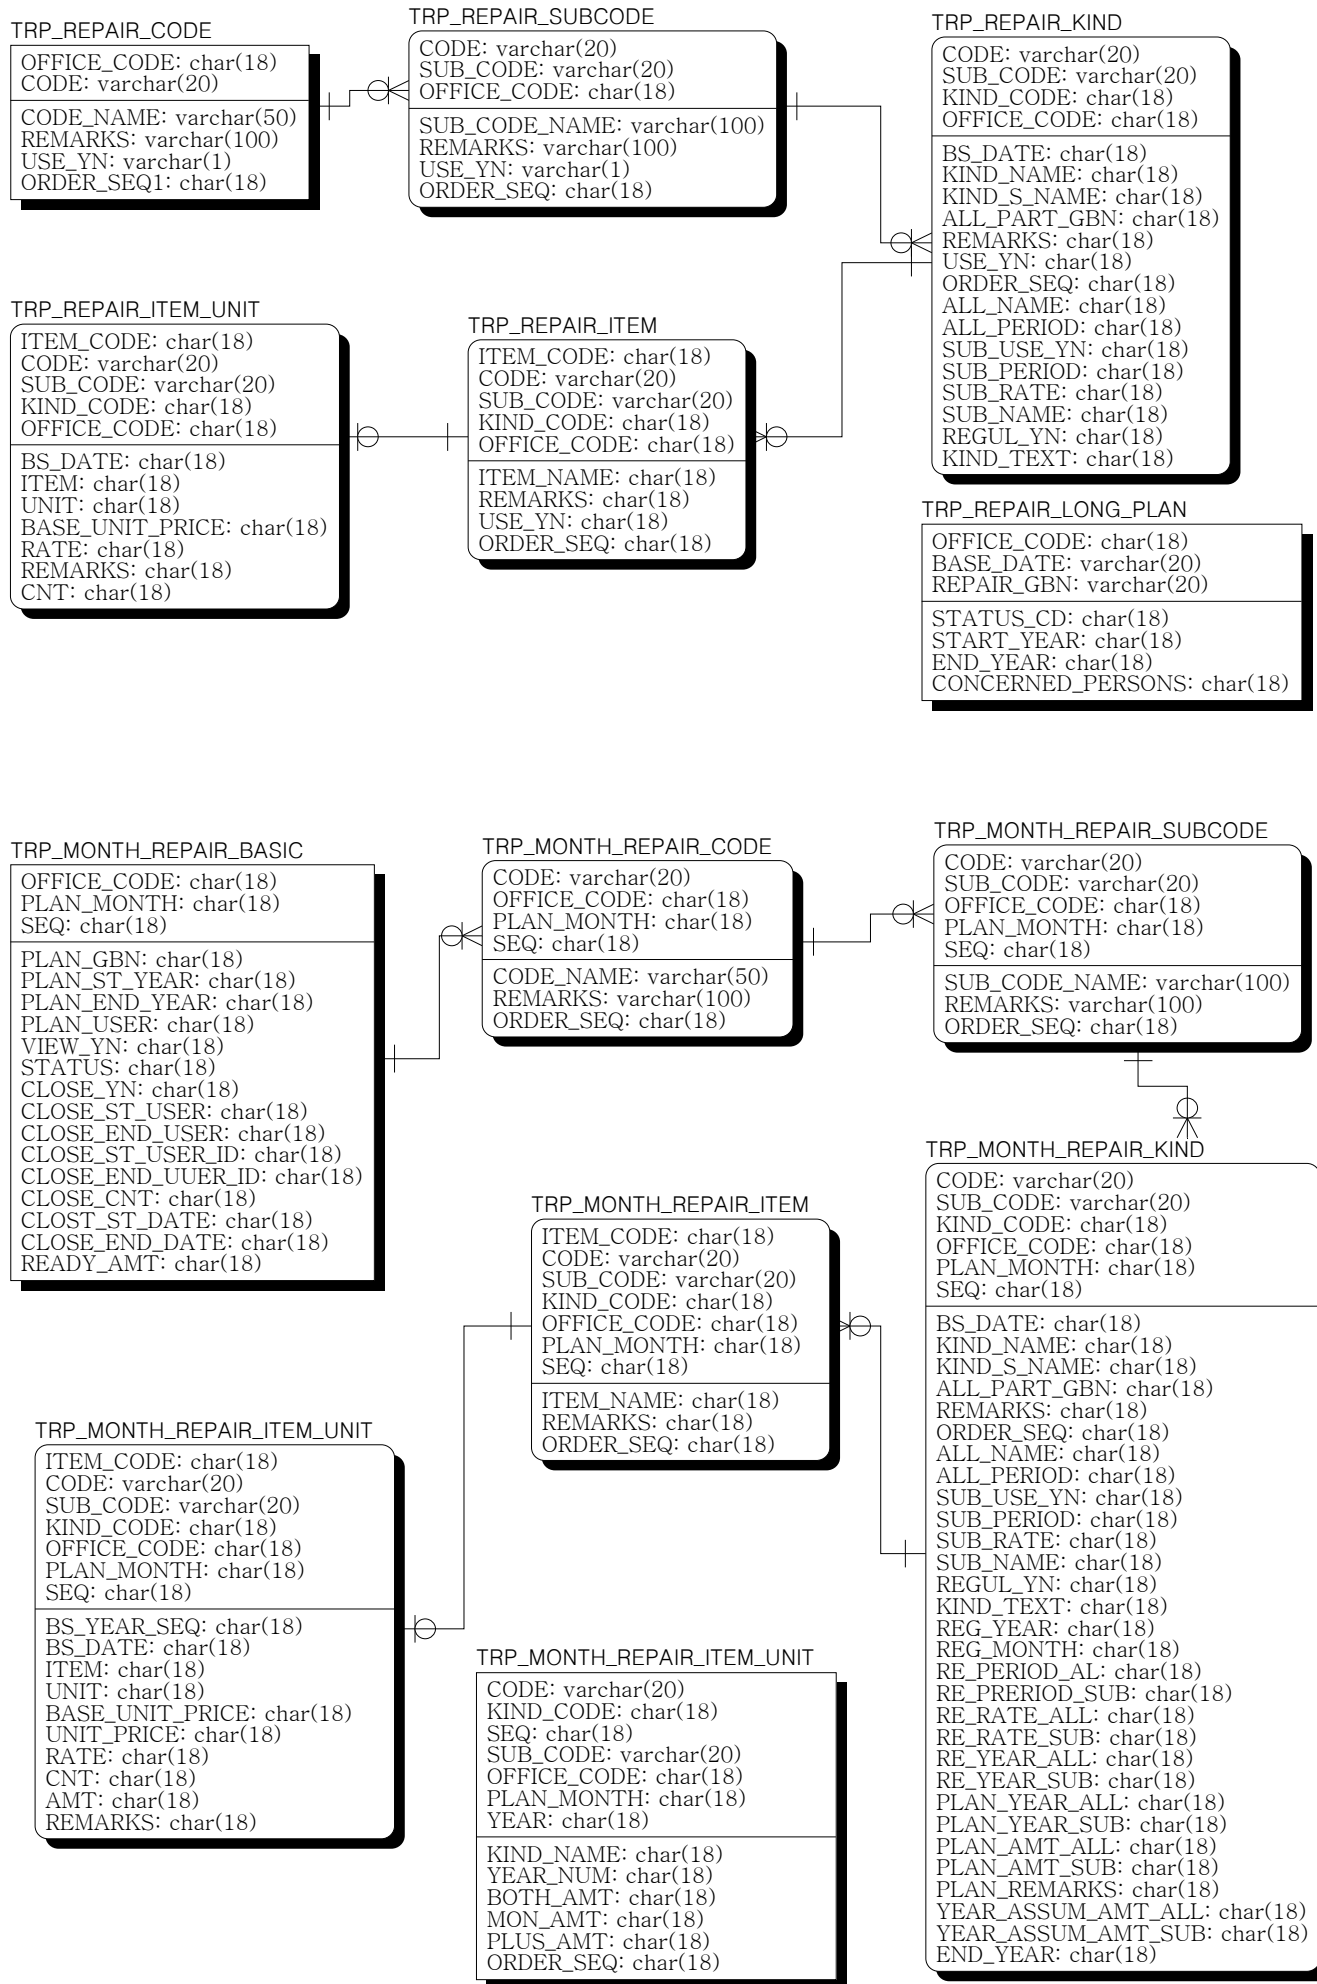 TRP_REPAIR_CODE
OFFICE_CODE: char(18)
CODE: varchar(20)
CODE_NAME: varchar(50)
REMARKS: varchar(100)
USE_YN: varchar(1)
ORDER_SEQ1: char(18)
TRP_REPAIR_SUBCODE
CODE: varchar(20)
SUB_CODE: varchar(20)
OFFICE_CODE: char(18)
SUB_CODE_NAME: varchar(100)
REMARKS: varchar(100)
USE_YN: varchar(1)
ORDER_SEQ: char(18)
TRP_REPAIR_KIND
CODE: varchar(20)
SUB_CODE: varchar(20)
KIND_CODE: char(18)
OFFICE_CODE: char(18)
BS_DATE: char(18)
KIND_NAME: char(18)
KIND_S_NAME: char(18)
ALL_PART_GBN: char(18)
REMARKS: char(18)
USE_YN: char(18)
ORDER_SEQ: char(18)
ALL_NAME: char(18)
ALL_PERIOD: char(18)
SUB_USE_YN: char(18)
SUB_PERIOD: char(18)
SUB_RATE: char(18)
SUB_NAME: char(18)
REGUL_YN: char(18)
KIND_TEXT: char(18)
TRP_REPAIR_ITEM_UNIT
ITEM_CODE: char(18)
CODE: varchar(20)
SUB_CODE: varchar(20)
KIND_CODE: char(18)
OFFICE_CODE: char(18)
BS_DATE: char(18)
ITEM: char(18)
UNIT: char(18)
BASE_UNIT_PRICE: char(18)
RATE: char(18)
REMARKS: char(18)
CNT: char(18)
TRP_REPAIR_ITEM
ITEM_CODE: char(18)
CODE: varchar(20)
SUB_CODE: varchar(20)
KIND_CODE: char(18)
OFFICE_CODE: char(18)
ITEM_NAME: char(18)
REMARKS: char(18)
USE_YN: char(18)
ORDER_SEQ: char(18)
TRP_REPAIR_LONG_PLAN
OFFICE_CODE: char(18)
BASE_DATE: varchar(20)
REPAIR_GBN: varchar(20)
STATUS_CD: char(18)
START_YEAR: char(18)
END_YEAR: char(18)
CONCERNED_PERSONS: char(18)
TRP_MONTH_REPAIR_BASIC
OFFICE_CODE: char(18)
PLAN_MONTH: char(18)
SEQ: char(18)
PLAN_GBN: char(18)
PLAN_ST_YEAR: char(18)
PLAN_END_YEAR: char(18)
PLAN_USER: char(18)
VIEW_YN: char(18)
STATUS: char(18)
CLOSE_YN: char(18)
CLOSE_ST_USER: char(18)
CLOSE_END_USER: char(18)
CLOSE_ST_USER_ID: char(18)
CLOSE_END_UUER_ID: char(18)
CLOSE_CNT: char(18)
CLOST_ST_DATE: char(18)
CLOSE_END_DATE: char(18)
READY_AMT: char(18)
TRP_MONTH_REPAIR_CODE
CODE: varchar(20)
OFFICE_CODE: char(18)
PLAN_MONTH: char(18)
SEQ: char(18)
CODE_NAME: varchar(50)
REMARKS: varchar(100)
ORDER_SEQ: char(18)
TRP_MONTH_REPAIR_SUBCODE
CODE: varchar(20)
SUB_CODE: varchar(20)
OFFICE_CODE: char(18)
PLAN_MONTH: char(18)
SEQ: char(18)
SUB_CODE_NAME: varchar(100)
REMARKS: varchar(100)
ORDER_SEQ: char(18)
TRP_MONTH_REPAIR_KIND
CODE: varchar(20)
SUB_CODE: varchar(20)
KIND_CODE: char(18)
OFFICE_CODE: char(18)
PLAN_MONTH: char(18)
SEQ: char(18)
BS_DATE: char(18)
KIND_NAME: char(18)
KIND_S_NAME: char(18)
ALL_PART_GBN: char(18)
REMARKS: char(18)
ORDER_SEQ: char(18)
ALL_NAME: char(18)
ALL_PERIOD: char(18)
SUB_USE_YN: char(18)
SUB_PERIOD: char(18)
SUB_RATE: char(18)
SUB_NAME: char(18)
REGUL_YN: char(18)
KIND_TEXT: char(18)
REG_YEAR: char(18)
REG_MONTH: char(18)
RE_PERIOD_AL: char(18)
RE_PRERIOD_SUB: char(18)
RE_RATE_ALL: char(18)
RE_RATE_SUB: char(18)
RE_YEAR_ALL: char(18)
RE_YEAR_SUB: char(18)
PLAN_YEAR_ALL: char(18)
PLAN_YEAR_SUB: char(18)
PLAN_AMT_ALL: char(18)
PLAN_AMT_SUB: char(18)
PLAN_REMARKS: char(18)
YEAR_ASSUM_AMT_ALL: char(18)
YEAR_ASSUM_AMT_SUB: char(18)
END_YEAR: char(18)
TRP_MONTH_REPAIR_ITEM
ITEM_CODE: char(18)
CODE: varchar(20)
SUB_CODE: varchar(20)
KIND_CODE: char(18)
OFFICE_CODE: char(18)
PLAN_MONTH: char(18)
SEQ: char(18)
ITEM_NAME: char(18)
REMARKS: char(18)
ORDER_SEQ: char(18)
TRP_MONTH_REPAIR_ITEM_UNIT
ITEM_CODE: char(18)
CODE: varchar(20)
SUB_CODE: varchar(20)
KIND_CODE: char(18)
OFFICE_CODE: char(18)
PLAN_MONTH: char(18)
SEQ: char(18)
BS_YEAR_SEQ: char(18)
BS_DATE: char(18)
ITEM: char(18)
UNIT: char(18)
BASE_UNIT_PRICE: char(18)
UNIT_PRICE: char(18)
RATE: char(18)
CNT: char(18)
AMT: char(18)
REMARKS: char(18)
TRP_MONTH_REPAIR_ITEM_UNIT
CODE: varchar(20)
KIND_CODE: char(18)
SEQ: char(18)
SUB_CODE: varchar(20)
OFFICE_CODE: char(18)
PLAN_MONTH: char(18)
YEAR: char(18)
KIND_NAME: char(18)
YEAR_NUM: char(18)
BOTH_AMT: char(18)
MON_AMT: char(18)
PLUS_AMT: char(18)
ORDER_SEQ: char(18)